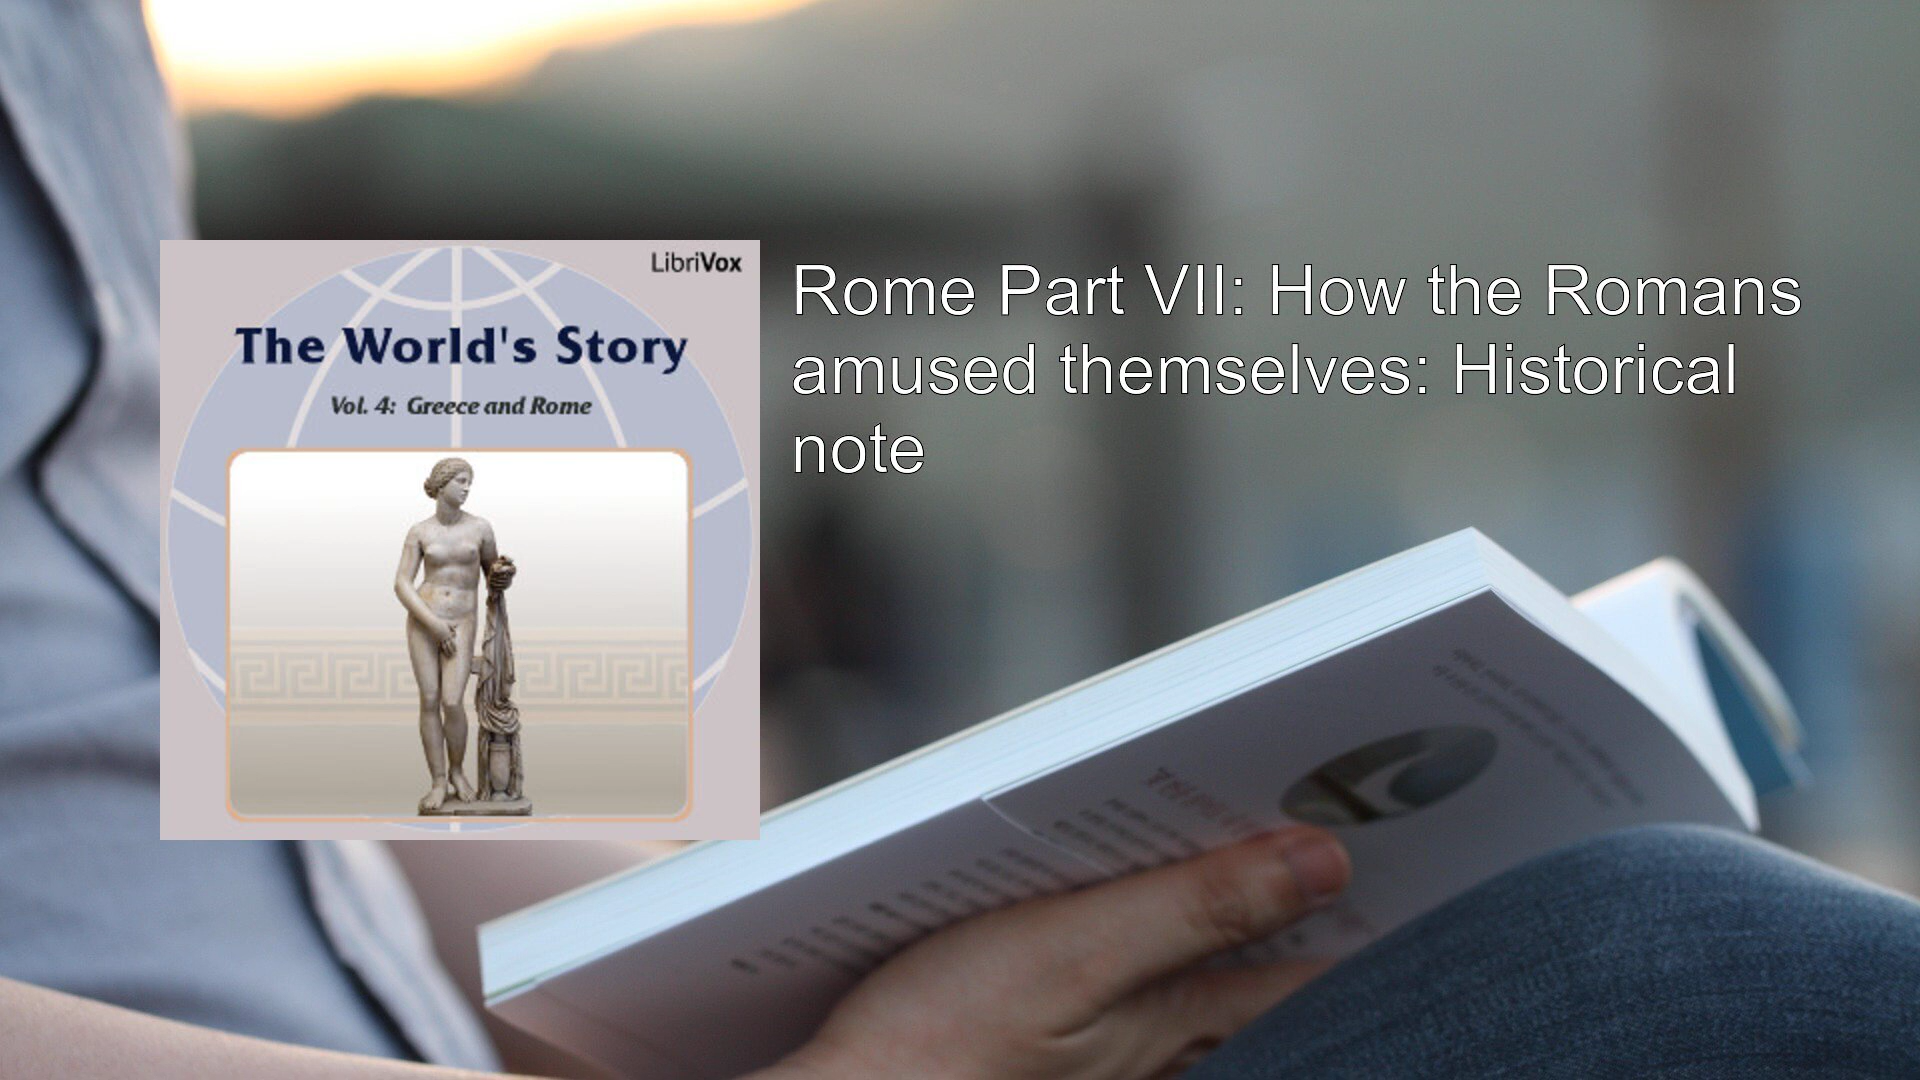 LibriVox
The World's Story
Vol. 4: Greece and Rome
Rome Part VII: How the Romans
amused themselves: Historical
note